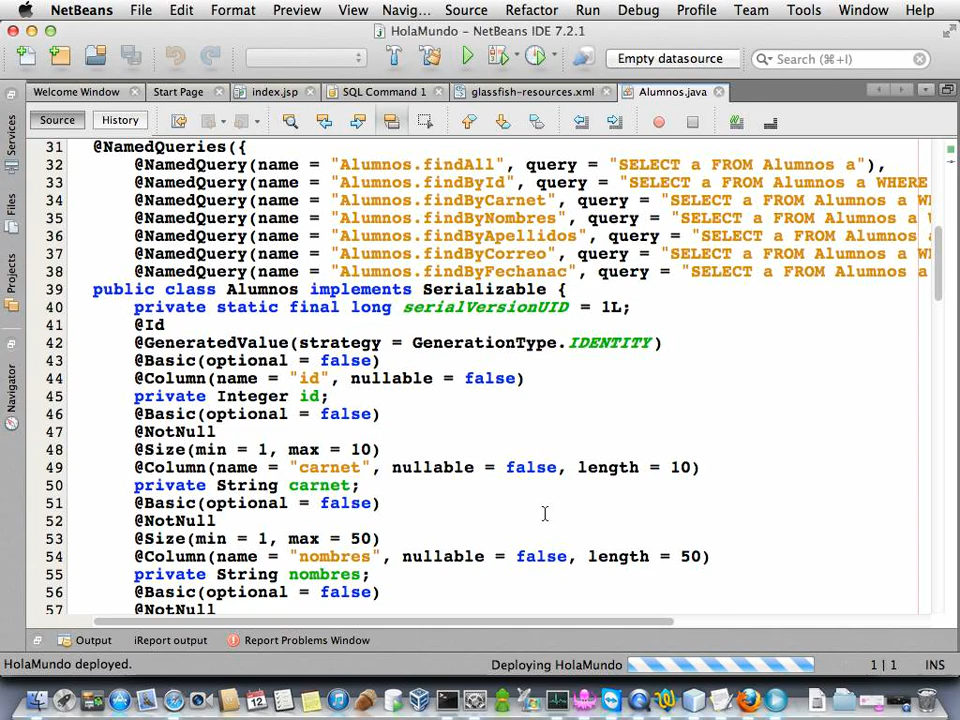 NetBeans File Edit Format Preview View Navig... Source Refactor Run Debug Profile Team Tools Window Help
HolaMundo - NetBeans IDE 7.2.1
Empty datasource
Search (⌘+I)
Welcome Window Start Page index.jsp SQL Command 1 glassfish-resources.xml Alumnos.java
Source History
Services
Files
Projects
Navigator
31 @NamedQueries({
32 @NamedQuery(name = "Alumnos.findAll", query = "SELECT a FROM Alumnos a"),
33 @NamedQuery(name = "Alumnos.findById", query = "SELECT a FROM Alumnos a WHERE
34 @NamedQuery(name = "Alumnos.findByCarnet", query = "SELECT a FROM Alumnos a WH
35 @NamedQuery(name = "Alumnos.findByNombres", query = "SELECT a FROM Alumnos a W
36 @NamedQuery(name = "Alumnos.findByApellidos", query = "SELECT a FROM Alumnos a
37 @NamedQuery(name = "Alumnos.findByCorreo", query = "SELECT a FROM Alumnos a WH
38 @NamedQuery(name = "Alumnos.findByFechanac", query = "SELECT a FROM Alumnos a
39 public class Alumnos implements Serializable {
40 private static final long serialVersionUID = 1L;
41 @Id
42 @GeneratedValue(strategy = GenerationType.IDENTITY)
43 @Basic(optional = false)
44 @Column(name = "id", nullable = false)
45 private Integer id;
46 @Basic(optional = false)
47 @NotNull
48 @Size(min = 1, max = 10)
49 @Column(name = "carnet", nullable = false, length = 10)
50 private String carnet;
51 @Basic(optional = false)
52 @NotNull
53 @Size(min = 1, max = 50)
54 @Column(name = "nombres", nullable = false, length = 50)
55 private String nombres;
56 @Basic(optional = false)
57 @NotNull
Output iReport output Report Problems Window
HolaMundo deployed. Deploying HolaMundo 1|1 INS
12